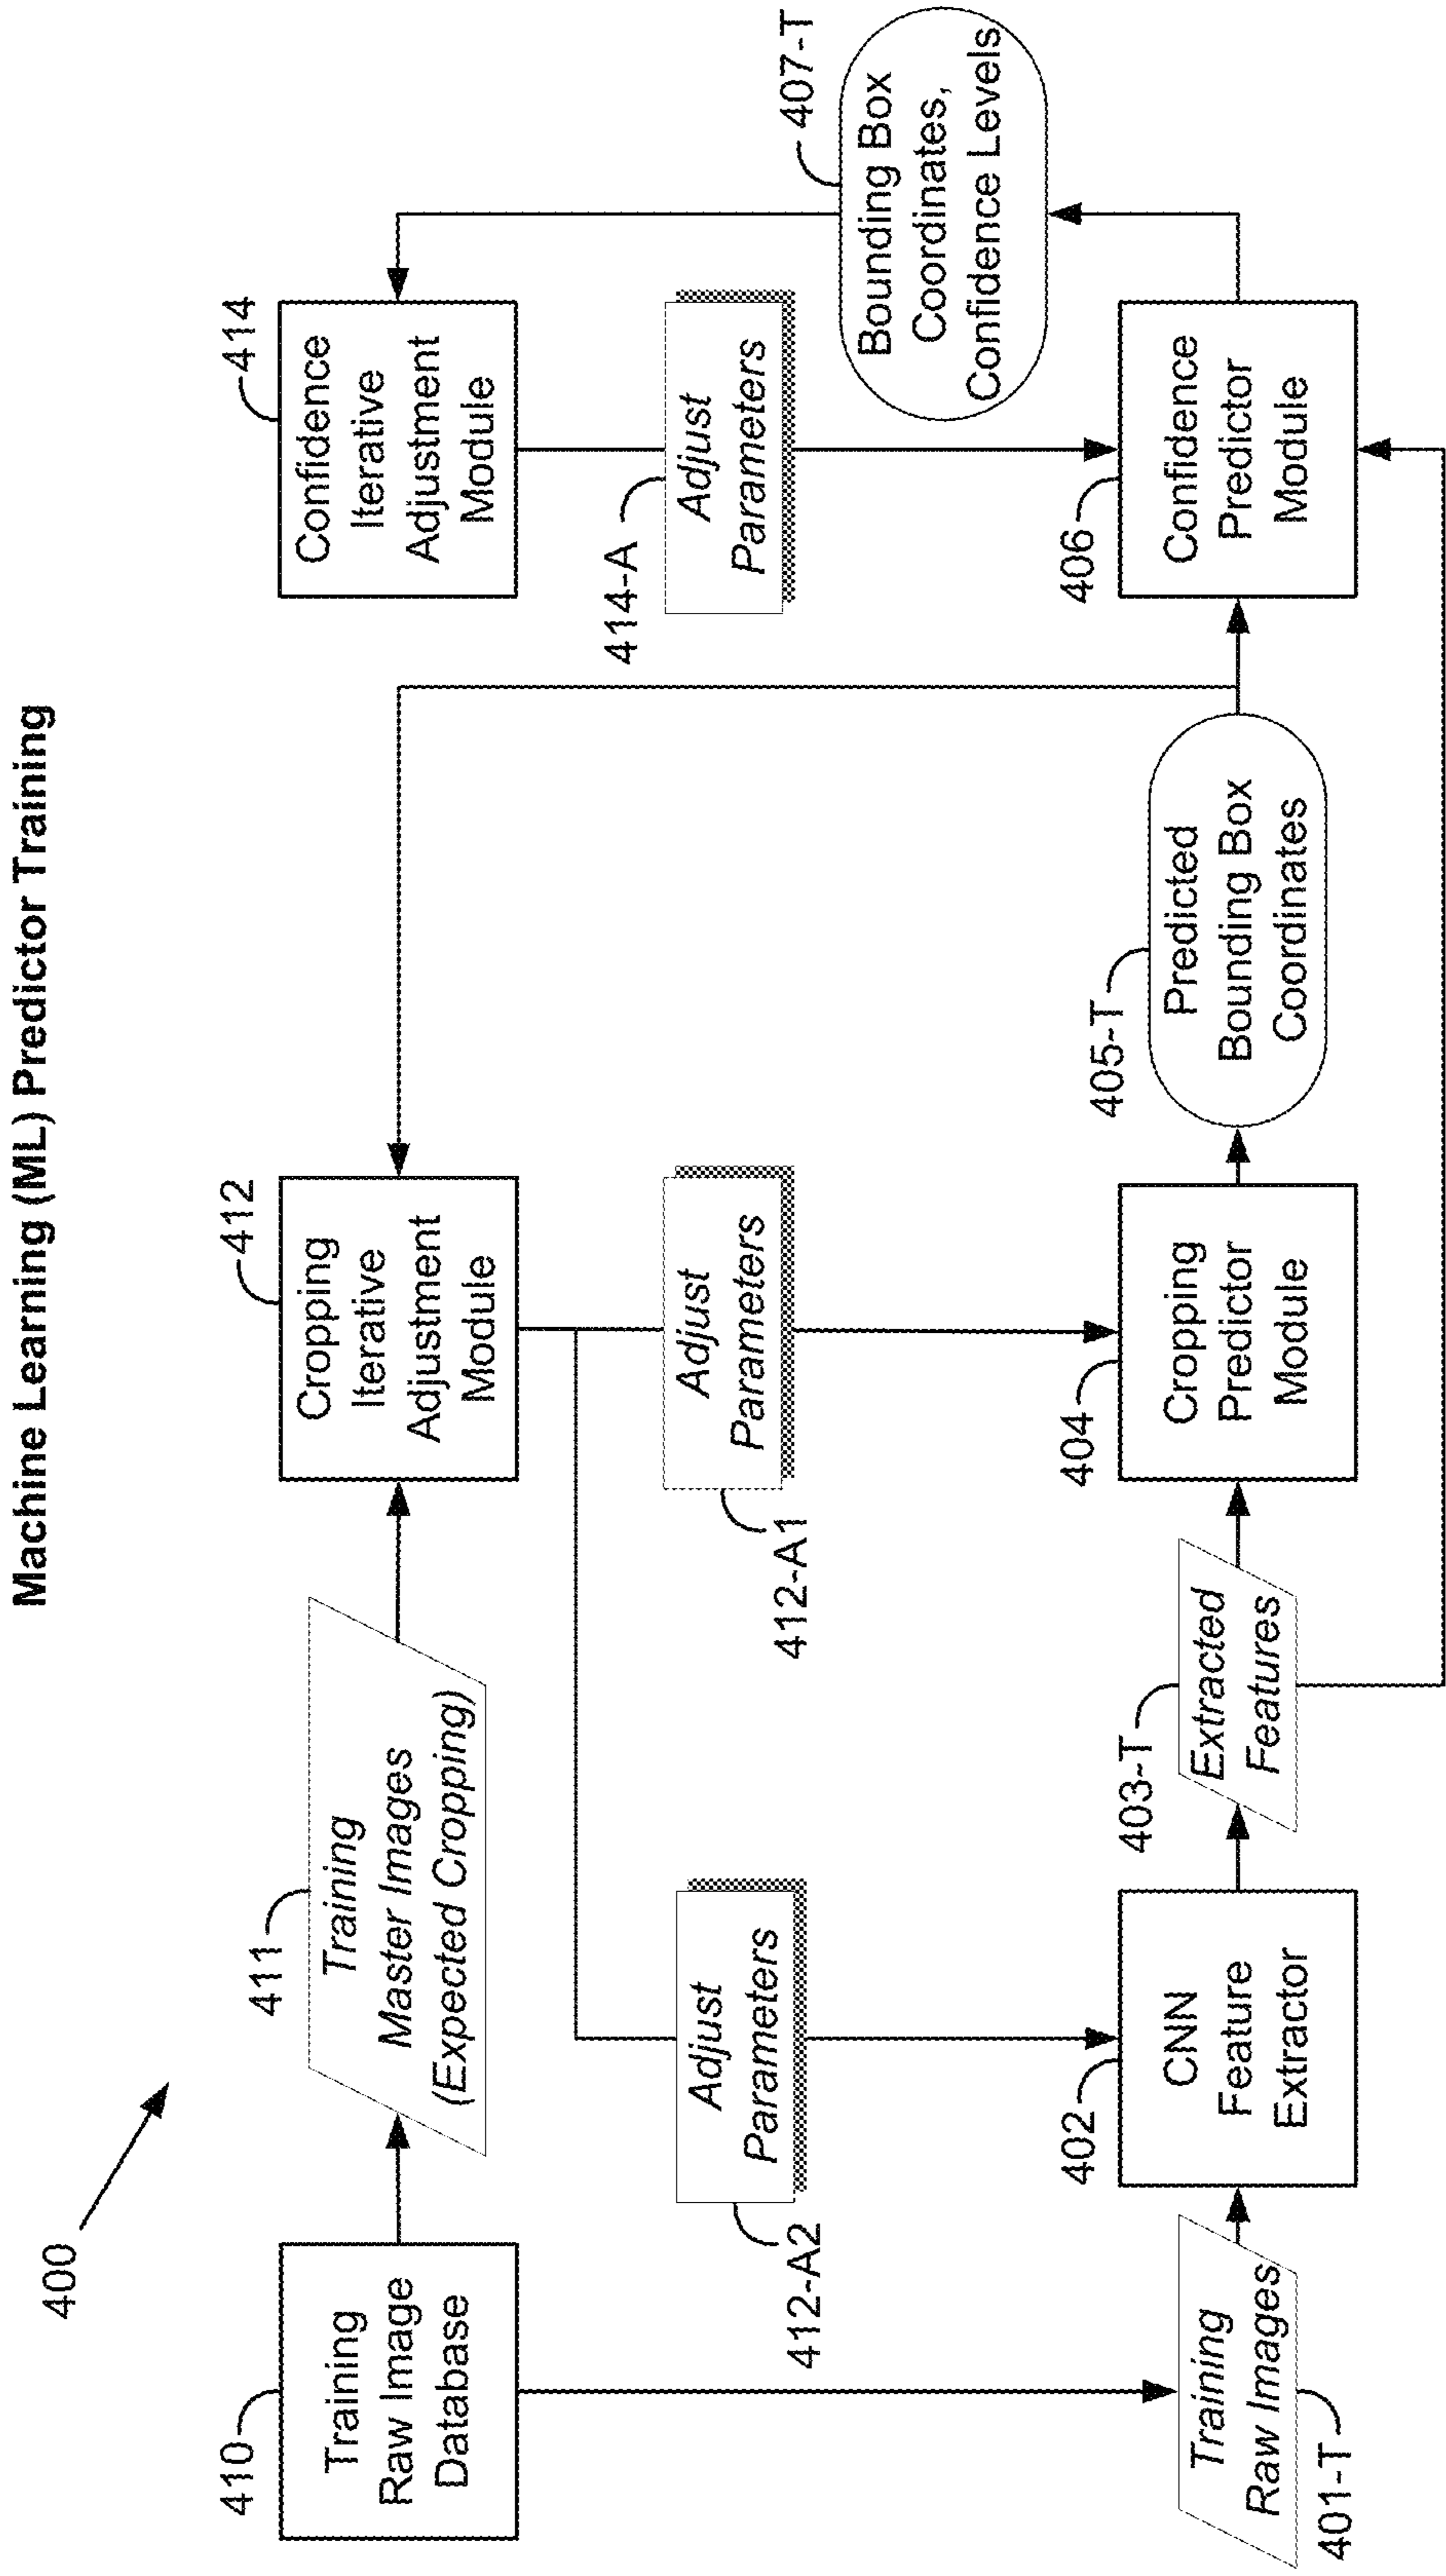 Machine Learning (ML) Predictor Training
400
410
Training
Raw Image
Database
411
Training
Master Images
(Expected Cropping)
412
Cropping
Iterative
Adjustment
Module
414
Confidence
Iterative
Adjustment
Module
412-A2
Adjust
Parameters
412-A1
Adjust
Parameters
414-A
Adjust
Parameters
407-T
Bounding Box
Coordinates,
Confidence Levels
401-T
Training
Raw Images
402
CNN
Feature
Extractor
403-T
Extracted
Features
404
Cropping
Predictor
Module
405-T
Predicted
Bounding Box
Coordinates
406
Confidence
Predictor
Module